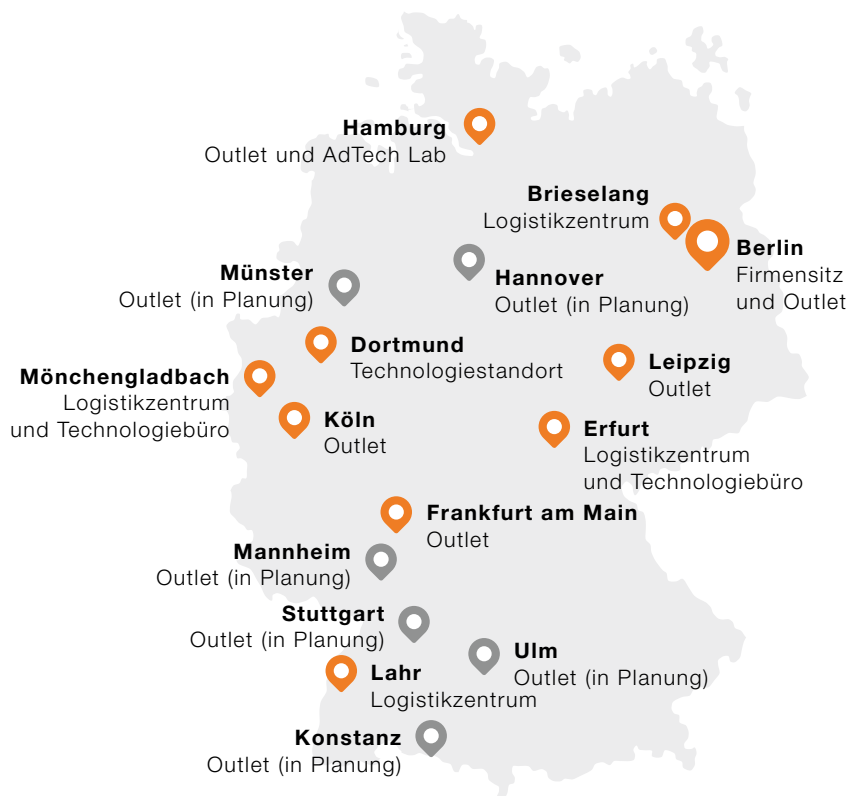 Hamburg
Outlet und AdTech Lab
Brieselang
Logistikzentrum
Berlin
Firmensitz
und Outlet
Münster
Outlet (in Planung)
Hannover
Outlet (in Planung)
Dortmund
Technologiestandort
Leipzig
Outlet
Mönchengladbach
Logistikzentrum
und Technologiebüro
Köln
Outlet
Erfurt
Logistikzentrum
und Technologiebüro
Frankfurt am Main
Outlet
Mannheim
Outlet (in Planung)
Stuttgart
Outlet (in Planung)
Ulm
Outlet (in Planung)
Lahr
Logistikzentrum
Konstanz
Outlet (in Planung)